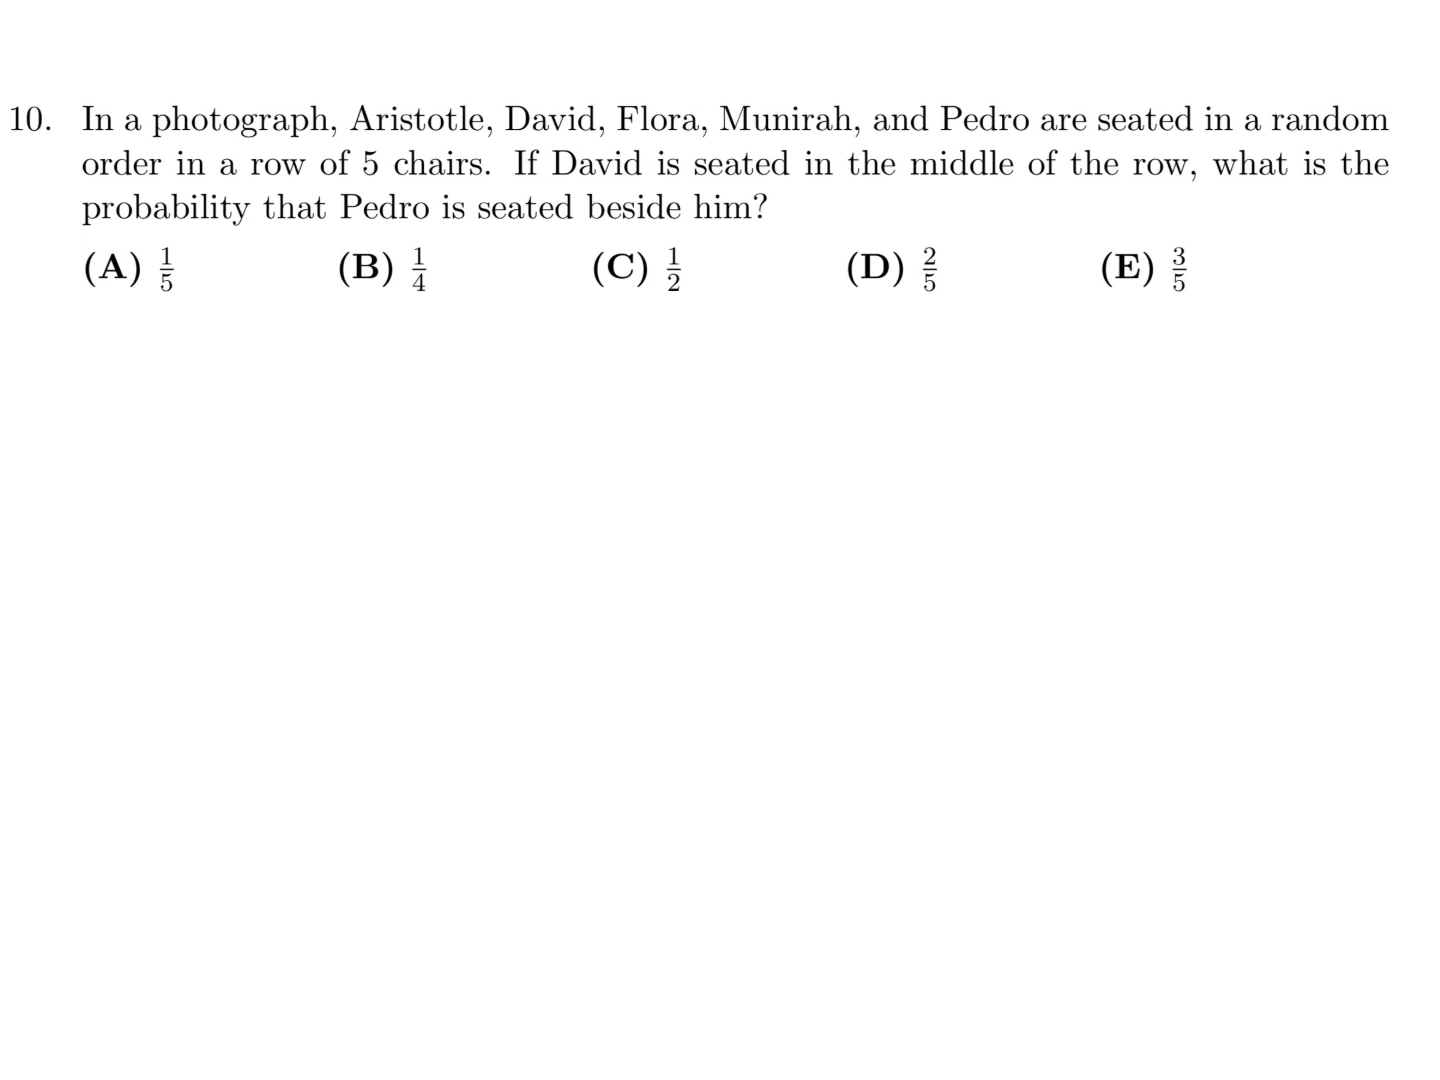 10. In a photograph, Aristotle, David, Flora, Munirah, and Pedro are seated in a random
order in a row of 5 chairs. If David is seated in the middle of the row, what is the
probability that Pedro is seated beside him?
(A) 1/5 (B) 1/4 (C) 1/2 (D) 2/5 (E) 3/5